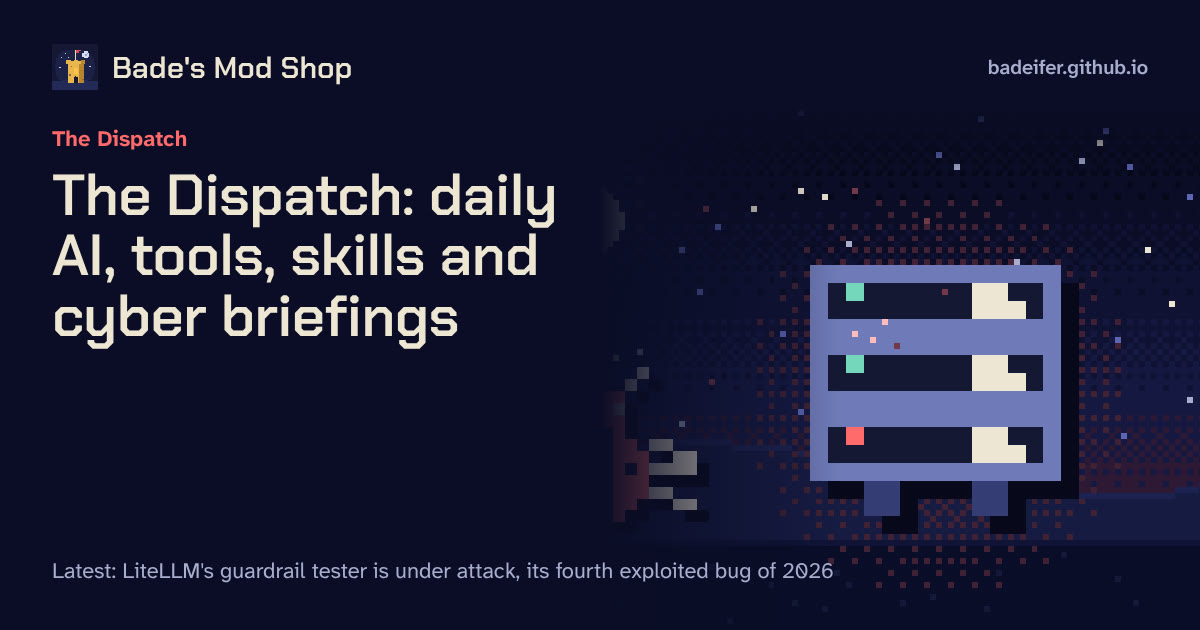 Bade's Mod Shop
badeifer.github.io
The Dispatch
The Dispatch: daily
AI, tools, skills and
cyber briefings
Latest: LiteLLM's guardrail tester is under attack, its fourth exploited bug of 2026